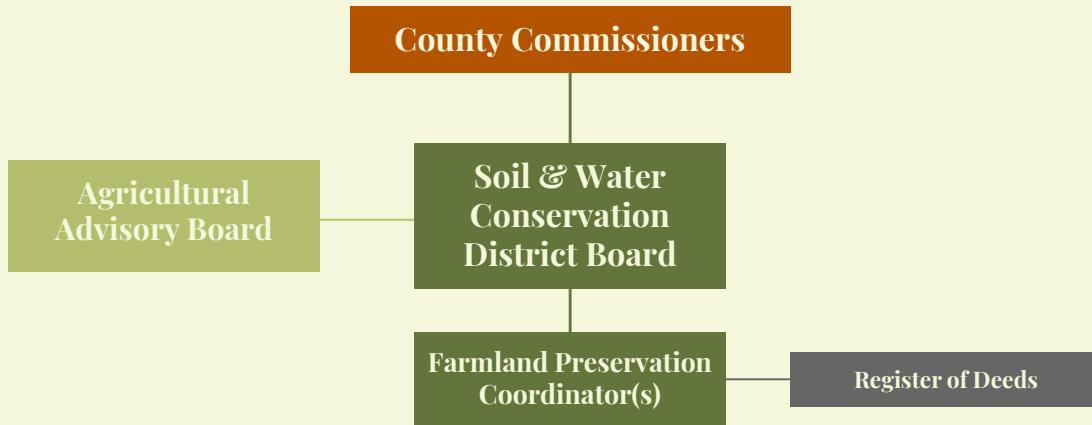 County Commissioners
Agricultural
Advisory Board
Soil & Water
Conservation
District Board
Farmland Preservation
Coordinator(s)
Register of Deeds